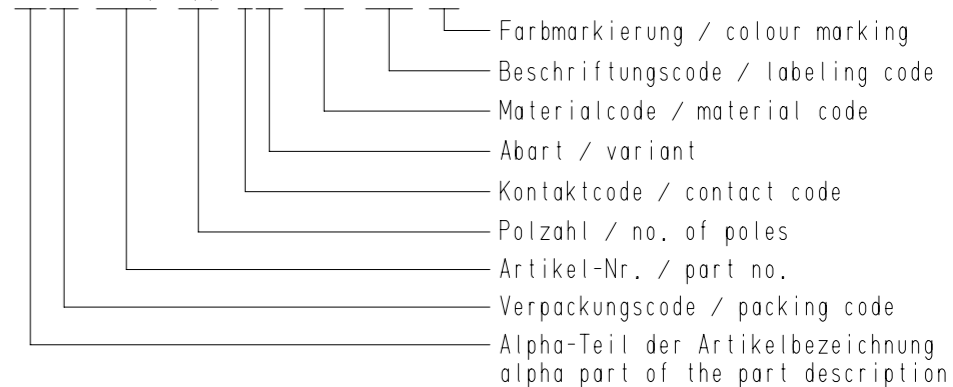 Farbmarkierung / colour marking
Beschriftungscode / labeling code
Materialcode / material code
Abart / variant
Kontaktcode / contact code
Polzahl / no. of poles
Artikel-Nr. / part no.
Verpackungscode / packing code
Alpha-Teil der Artikelbezeichnung
alpha part of the part description